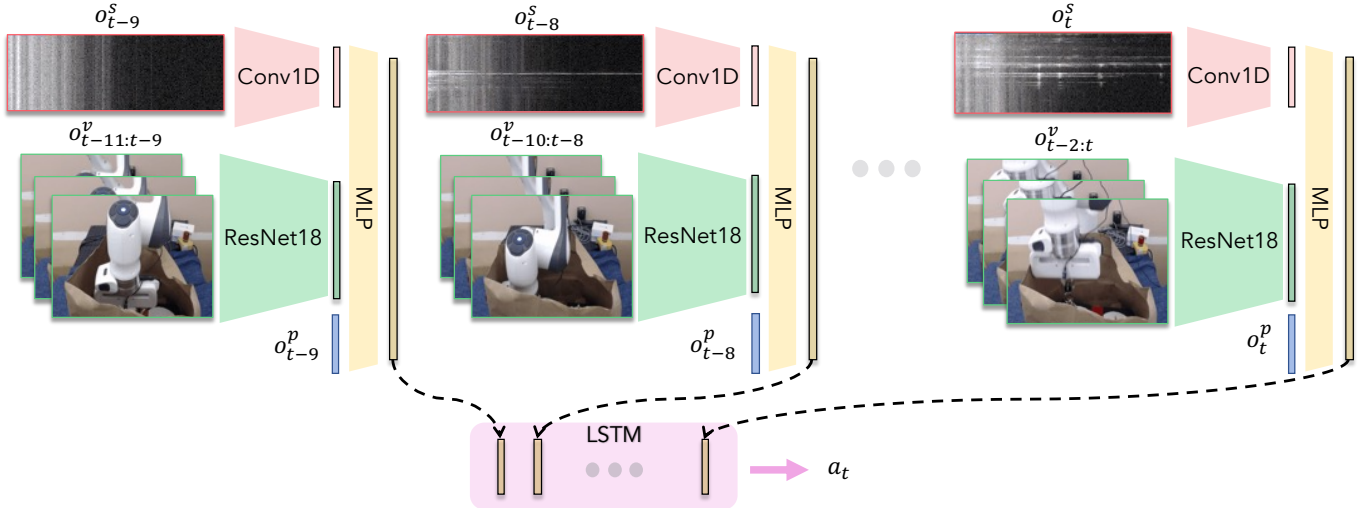 o^s_{t−9}
o^s_{t−8}
o^s_t
Conv1D
Conv1D
Conv1D
o^v_{t−11:t−9}
o^v_{t−10:t−8}
o^v_{t−2:t}
ResNet18
MLP
ResNet18
MLP
ResNet18
MLP
o^p_{t−9}
o^p_{t−8}
o^p_t
LSTM
a_t